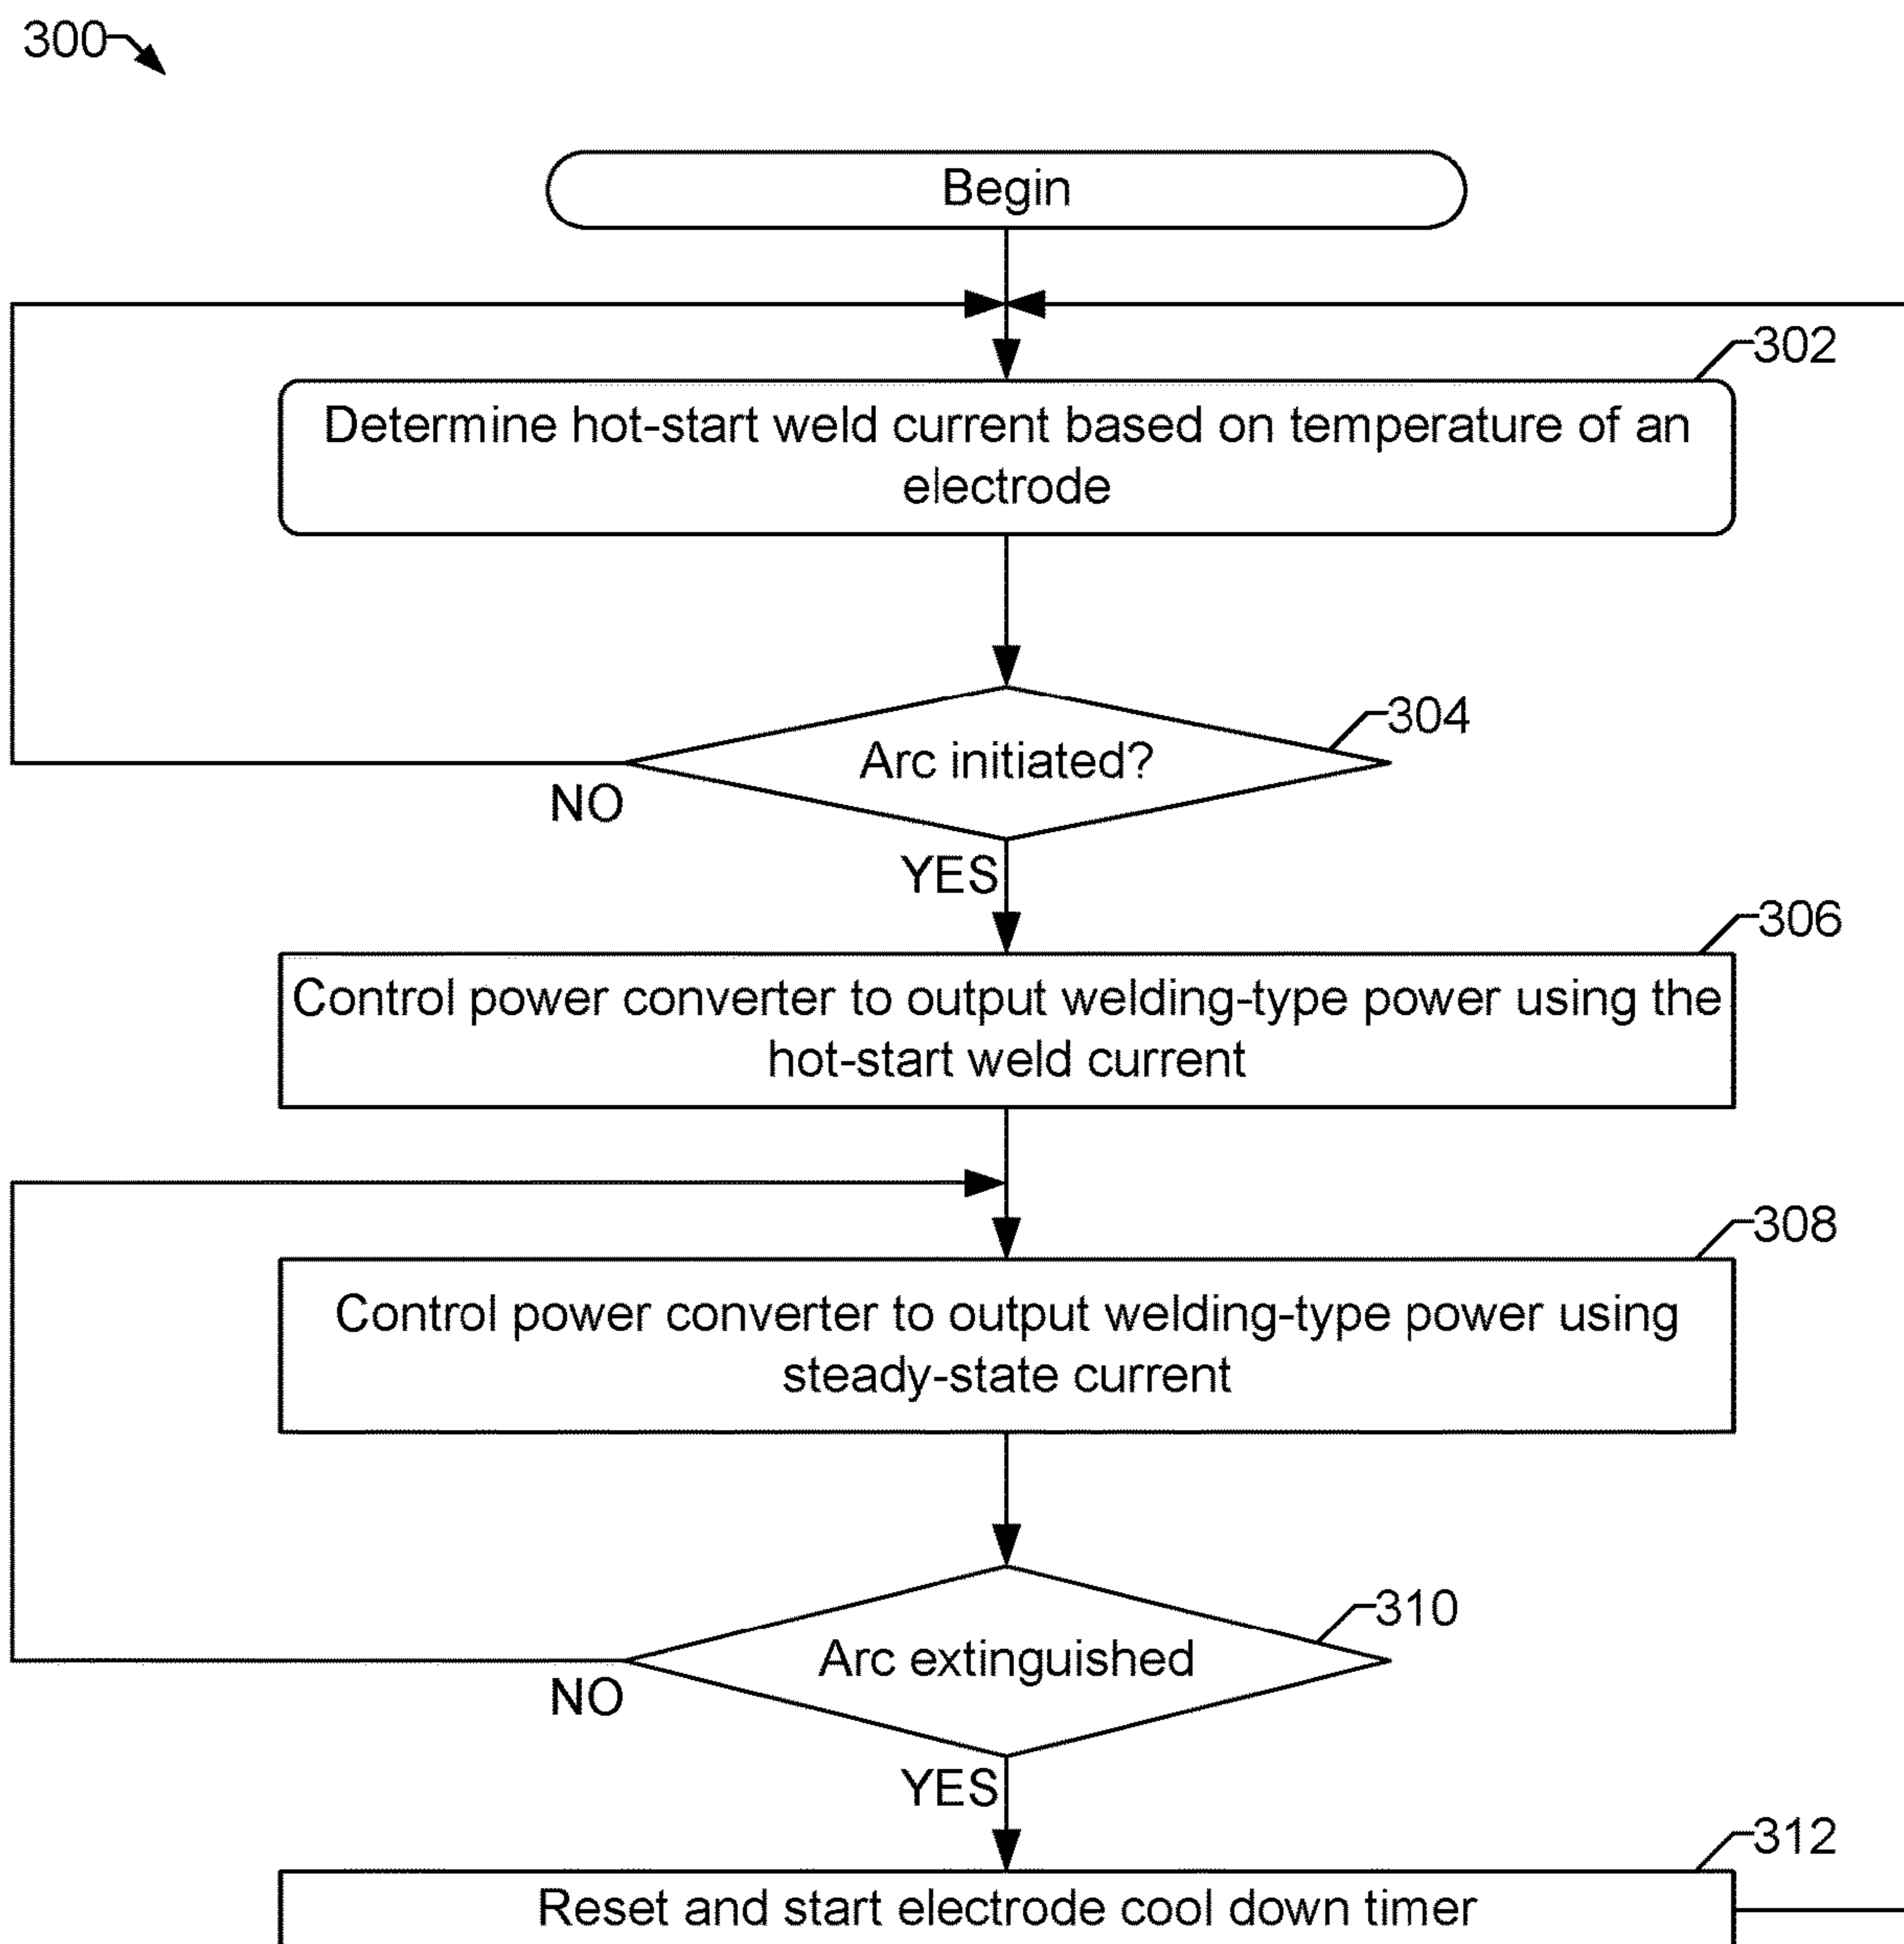 300
Begin
302
Determine hot-start weld current based on temperature of an
electrode
304
Arc initiated?
NO
YES
306
Control power converter to output welding-type power using the
hot-start weld current
308
Control power converter to output welding-type power using
steady-state current
310
Arc extinguished
NO
YES
312
Reset and start electrode cool down timer